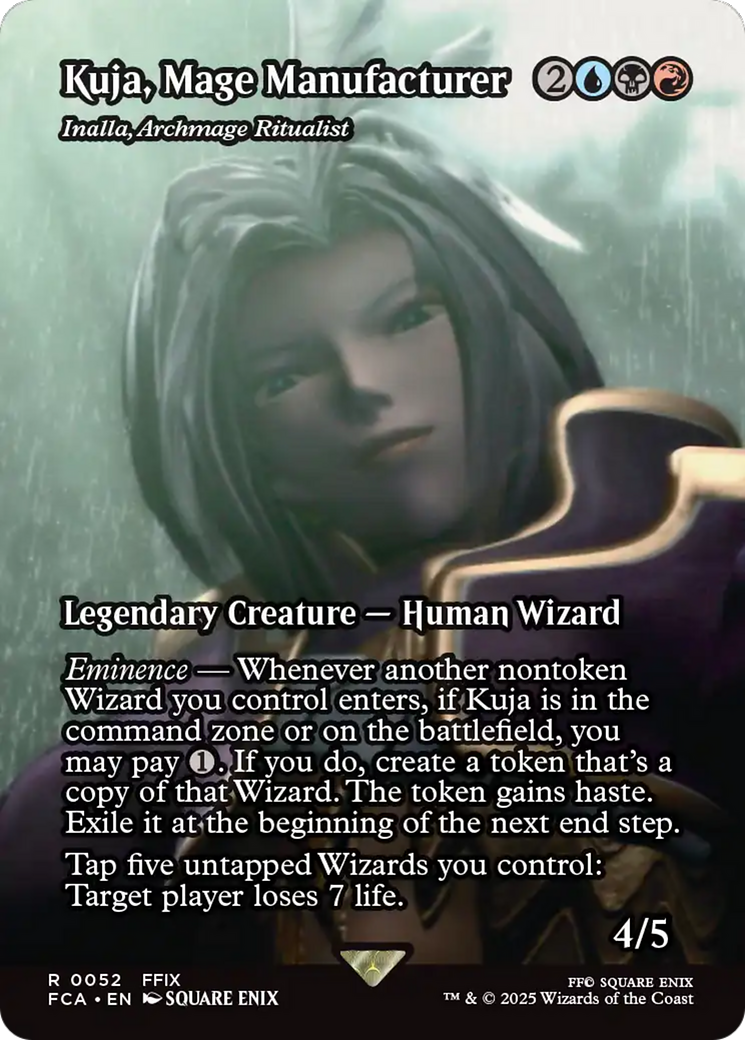 Kuja, Mage Manufacturer 2
Inalla, Archmage Ritualist
Legendary Creature — Human Wizard
Eminence — Whenever another nontoken
Wizard you control enters, if Kuja is in the
command zone or on the battlefield, you
may pay 1. If you do, create a token that's a
copy of that Wizard. The token gains haste.
Exile it at the beginning of the next end step.
Tap five untapped Wizards you control:
Target player loses 7 life.
4/5
R 0052 FFIX
FCA • EN SQUARE ENIX
FF© SQUARE ENIX
™ & © 2025 Wizards of the Coast